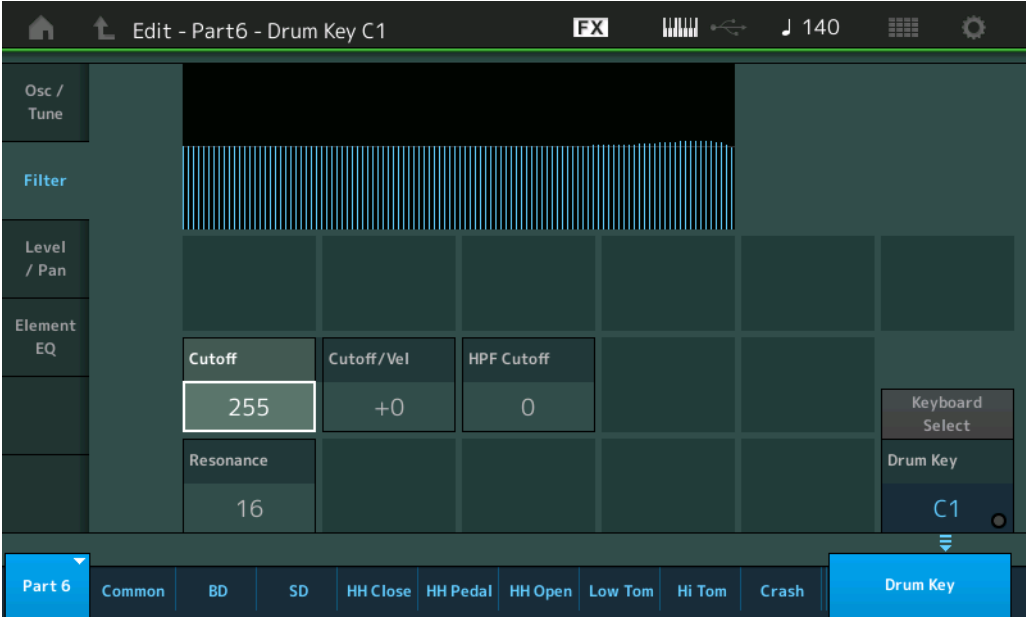 Edit - Part6 - Drum Key C1
FX
♩ 140
Osc /
Tune
Filter
Level
/ Pan
Element
EQ
Cutoff
255
Cutoff/Vel
+0
HPF Cutoff
0
Resonance
16
Keyboard
Select
Drum Key
C1
Part 6
Common
BD
SD
HH Close
HH Pedal
HH Open
Low Tom
Hi Tom
Crash
Drum Key